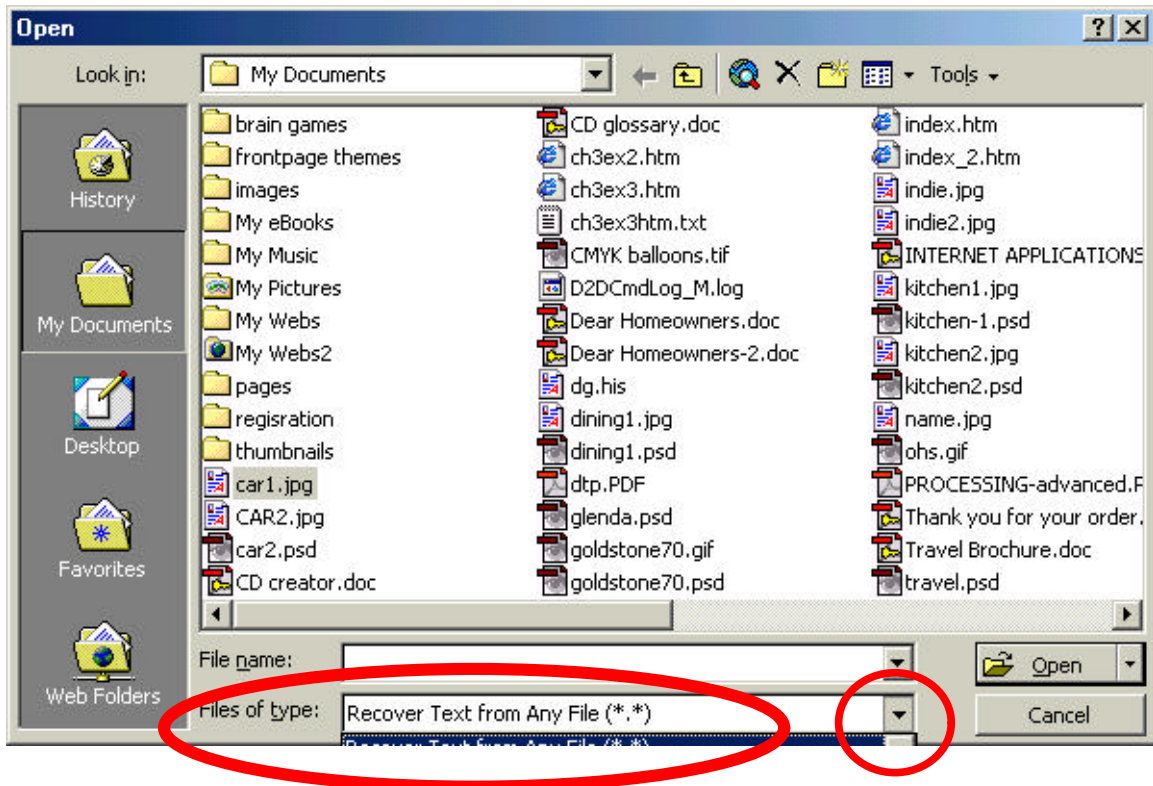 Open
Look in:
My Documents
Tools
History
My Documents
Desktop
Favorites
Web Folders
brain games
frontpage themes
images
My eBooks
My Music
My Pictures
My Webs
My Webs2
pages
regisration
thumbnails
car1.jpg
CAR2.jpg
car2.psd
CD creator.doc
CD glossary.doc
ch3ex2.htm
ch3ex3.htm
ch3ex3htm.txt
CMYK balloons.tif
D2DCmdLog_M.log
Dear Homeowners.doc
Dear Homeowners-2.doc
dg.his
dining1.jpg
dining1.psd
dtp.PDF
glenda.psd
goldstone70.gif
goldstone70.psd
index.htm
index_2.htm
indie.jpg
indie2.jpg
INTERNET APPLICATIONS
kitchen1.jpg
kitchen-1.psd
kitchen2.jpg
kitchen2.psd
name.jpg
ohs.gif
PROCESSING-advanced.P
Thank you for your order.
Travel Brochure.doc
travel.psd
File name:
Open
Files of type:
Recover Text from Any File (*.*)
Cancel
Recover Text from Any File (*.*)